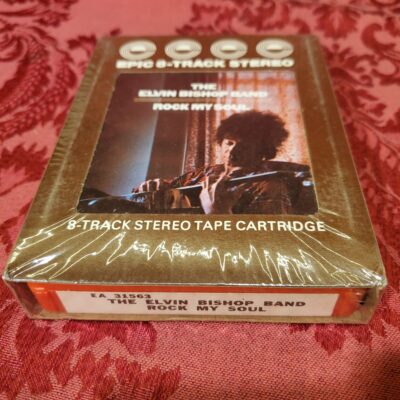 EPIC 8-TRACK STEREO
THE
ELVIN BISHOP BAND
ROCK MY SOUL
8-TRACK STEREO TAPE CARTRIDGE
EA 31563
THE ELVIN BISHOP BAND
ROCK MY SOUL